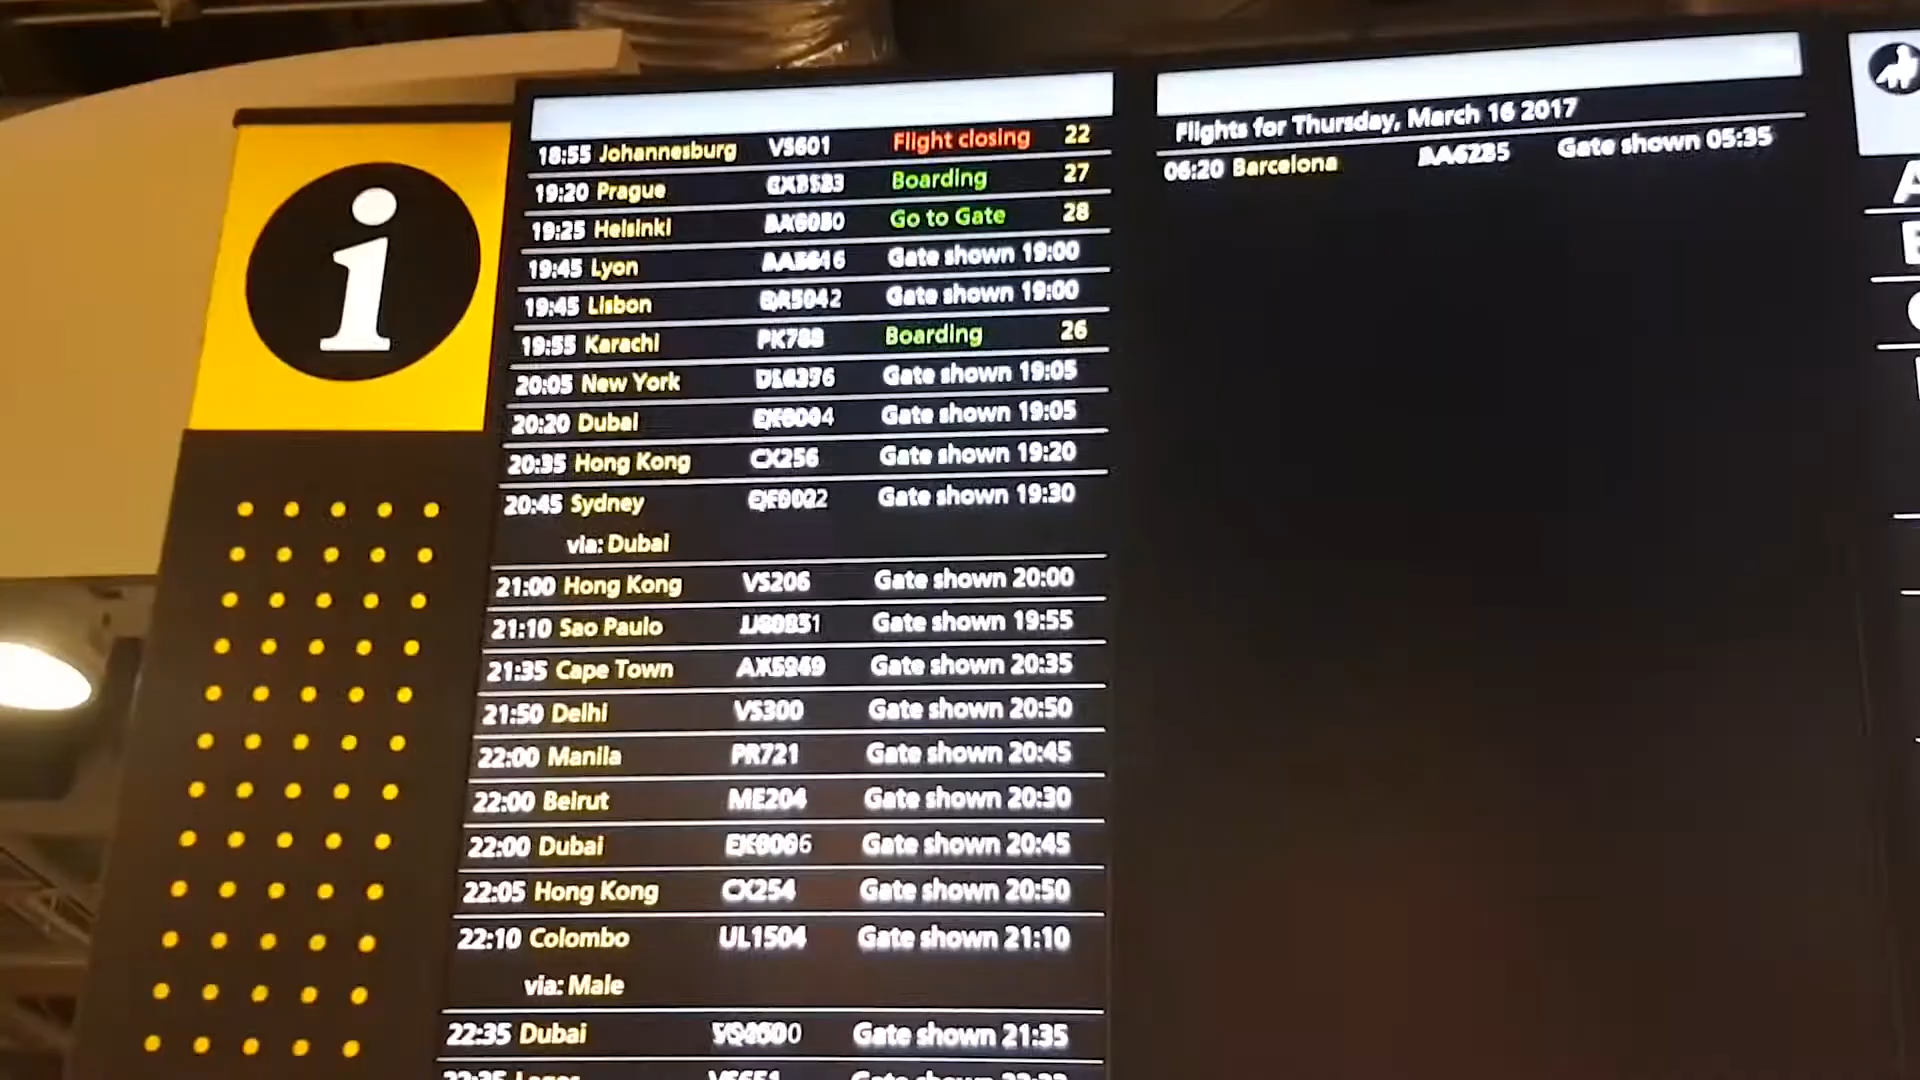 i
18:55 Johannesburg VS601 Flight closing 22
19:20 Prague Boarding 27
19:25 Helsinki Go to Gate 28
19:45 Lyon Gate shown 19:00
19:45 Lisbon Gate shown 19:00
19:55 Karachi PK788 Boarding 26
20:05 New York Gate shown 19:05
20:20 Dubai Gate shown 19:05
20:35 Hong Kong CX256 Gate shown 19:20
20:45 Sydney Gate shown 19:30
via: Dubai
21:00 Hong Kong VS206 Gate shown 20:00
21:10 Sao Paulo Gate shown 19:55
21:35 Cape Town Gate shown 20:35
21:50 Delhi VS300 Gate shown 20:50
22:00 Manila PR721 Gate shown 20:45
22:00 Beirut ME204 Gate shown 20:30
22:00 Dubai Gate shown 20:45
22:05 Hong Kong CX254 Gate shown 20:50
22:10 Colombo UL1504 Gate shown 21:10
via: Male
22:35 Dubai Gate shown 21:35
Flights for Thursday, March 16 2017
06:20 Barcelona Gate shown 05:35